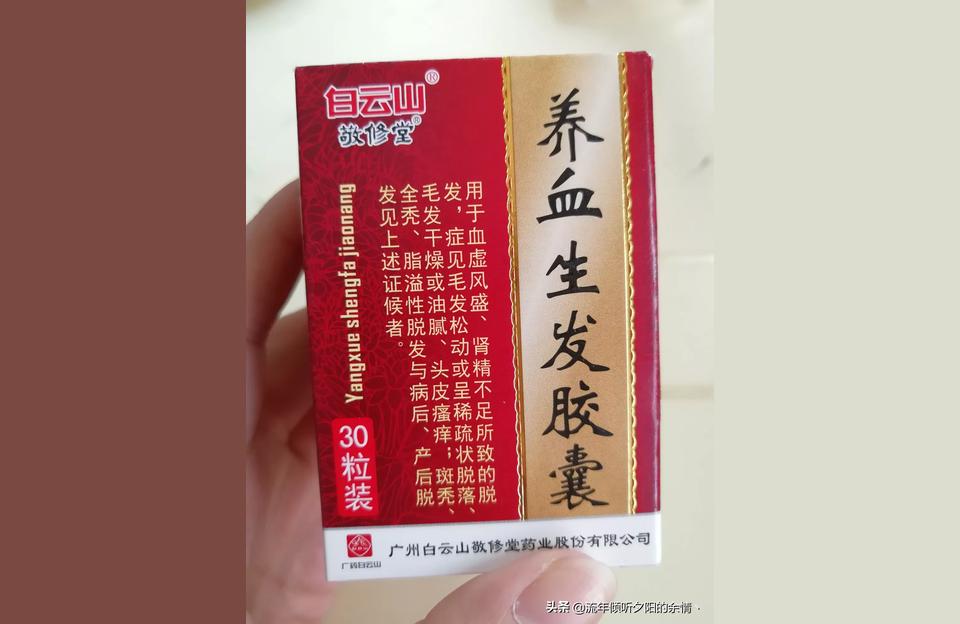 白云山®
敬修堂®
养血生发胶囊
用于血虚风盛、肾精不足所致的脱
发，症见毛发松动或呈稀疏状脱落、
毛发干燥或油腻、头皮瘙痒；斑秃、
全秃、脂溢性脱发与病后、产后脱
发见上述证候者。
Yangxue shengfa jiaonang
30粒装
广药白云山
广州白云山敬修堂药业股份有限公司
头条 @流年倾听夕阳的余情